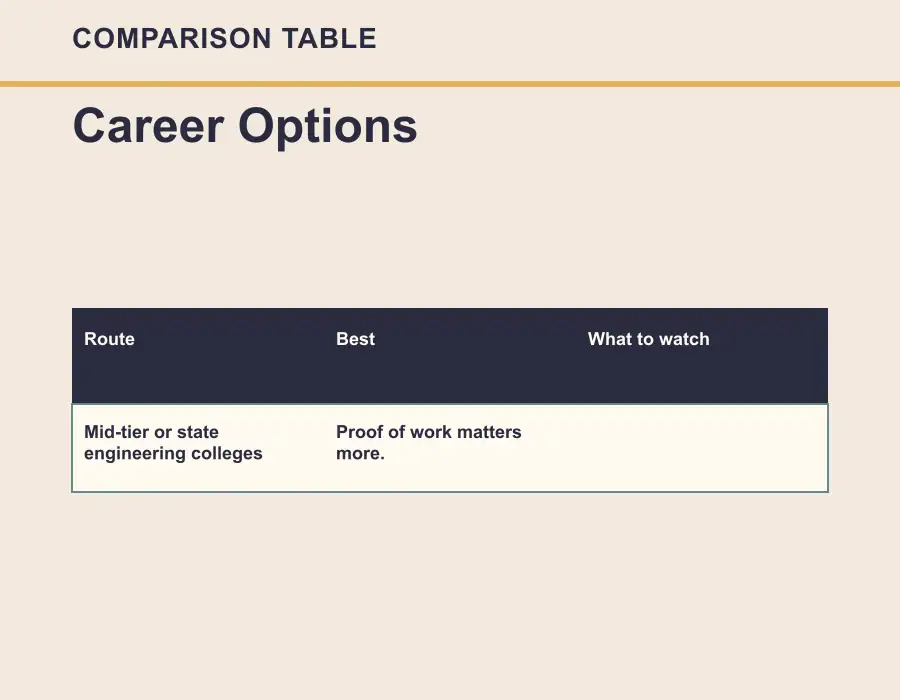 COMPARISON TABLE
Career Options
Route Best What to watch
Mid-tier or state Proof of work matters
engineering colleges more.